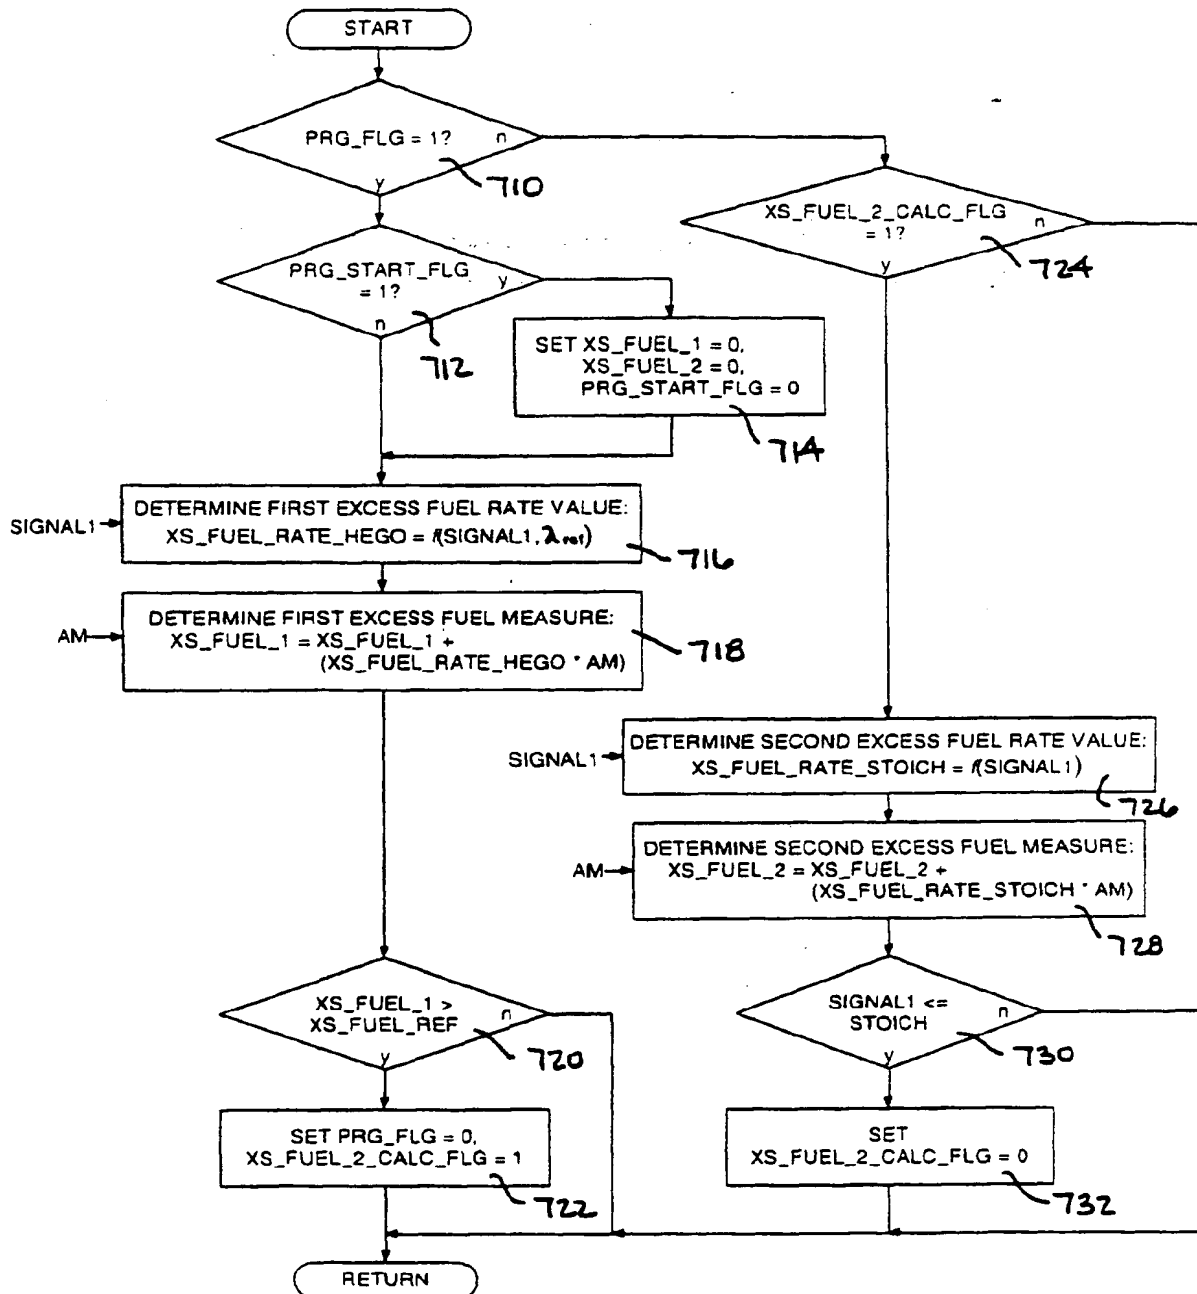 START
PRG_FLG = 1?
n
y
710
XS_FUEL_2_CALC_FLG
= 1?
n
y
724
PRG_START_FLG
= 1?
y
n
712
SET XS_FUEL_1 = 0,
XS_FUEL_2 = 0,
PRG_START_FLG = 0
714
SIGNAL1
DETERMINE FIRST EXCESS FUEL RATE VALUE:
XS_FUEL_RATE_HEGO = f(SIGNAL1, λref)
716
AM
DETERMINE FIRST EXCESS FUEL MEASURE:
XS_FUEL_1 = XS_FUEL_1 +
(XS_FUEL_RATE_HEGO * AM)
718
SIGNAL1
DETERMINE SECOND EXCESS FUEL RATE VALUE:
XS_FUEL_RATE_STOICH = f(SIGNAL1)
726
AM
DETERMINE SECOND EXCESS FUEL MEASURE:
XS_FUEL_2 = XS_FUEL_2 +
(XS_FUEL_RATE_STOICH * AM)
728
XS_FUEL_1 >
XS_FUEL_REF
n
y
720
SIGNAL1 <=
STOICH
n
y
730
SET PRG_FLG = 0,
XS_FUEL_2_CALC_FLG = 1
722
SET
XS_FUEL_2_CALC_FLG = 0
732
RETURN